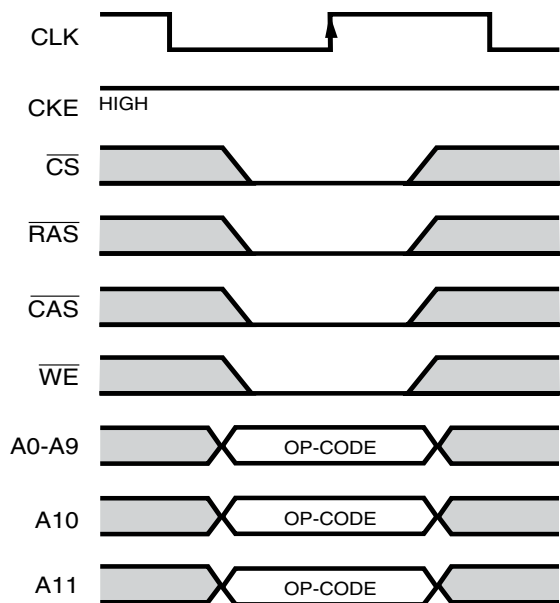 CLK
CKE HIGH
CS
RAS
CAS
WE
A0-A9 OP-CODE
A10 OP-CODE
A11 OP-CODE